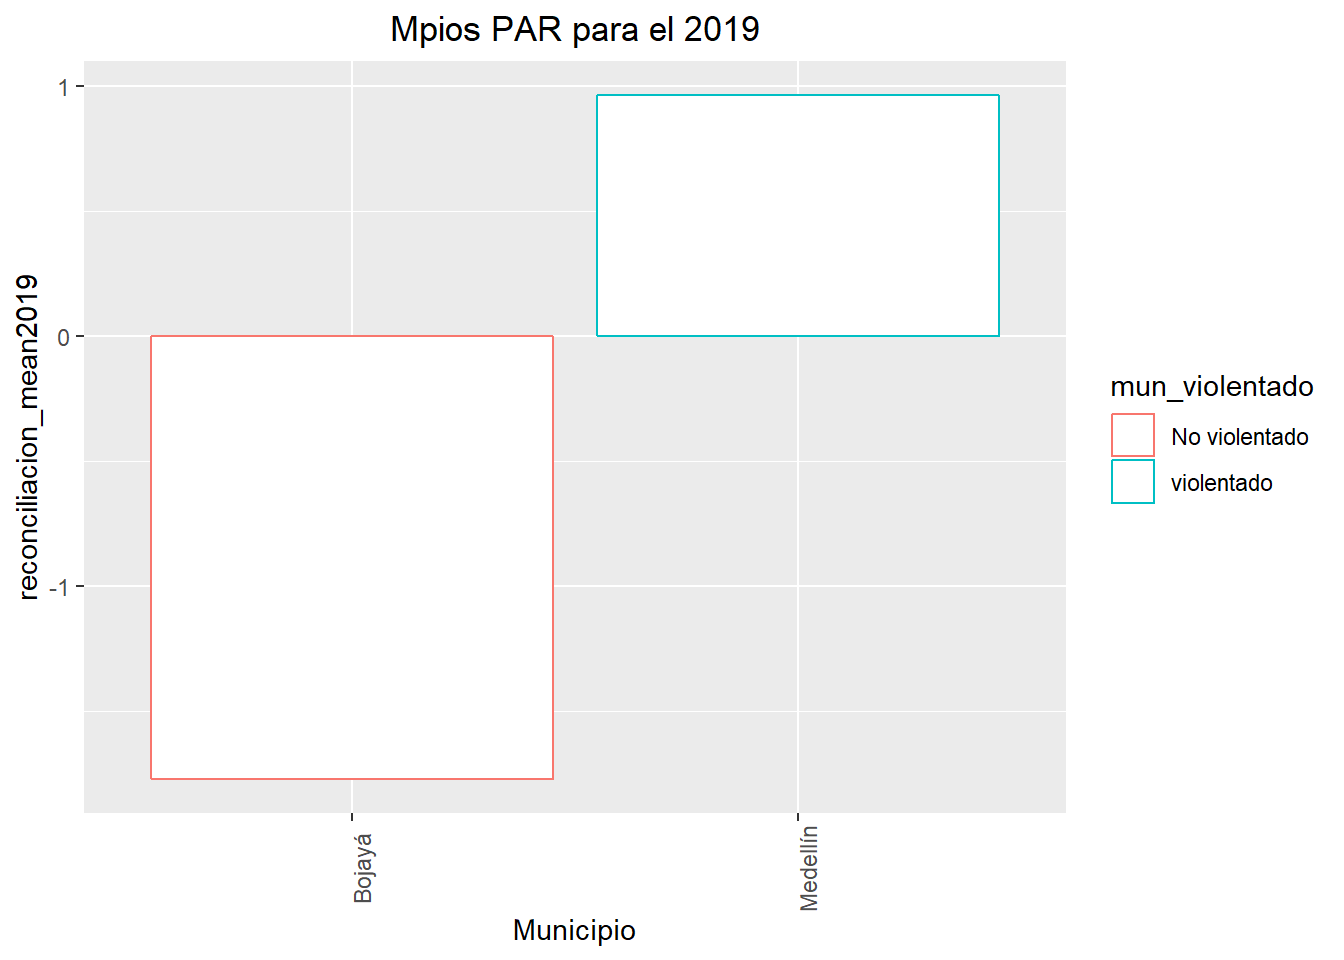 Mpios PAR para el 2019
1
0
-1
reconciliacion_mean2019
Bojayá
Medellín
Municipio
mun_violentado
No violentado
violentado